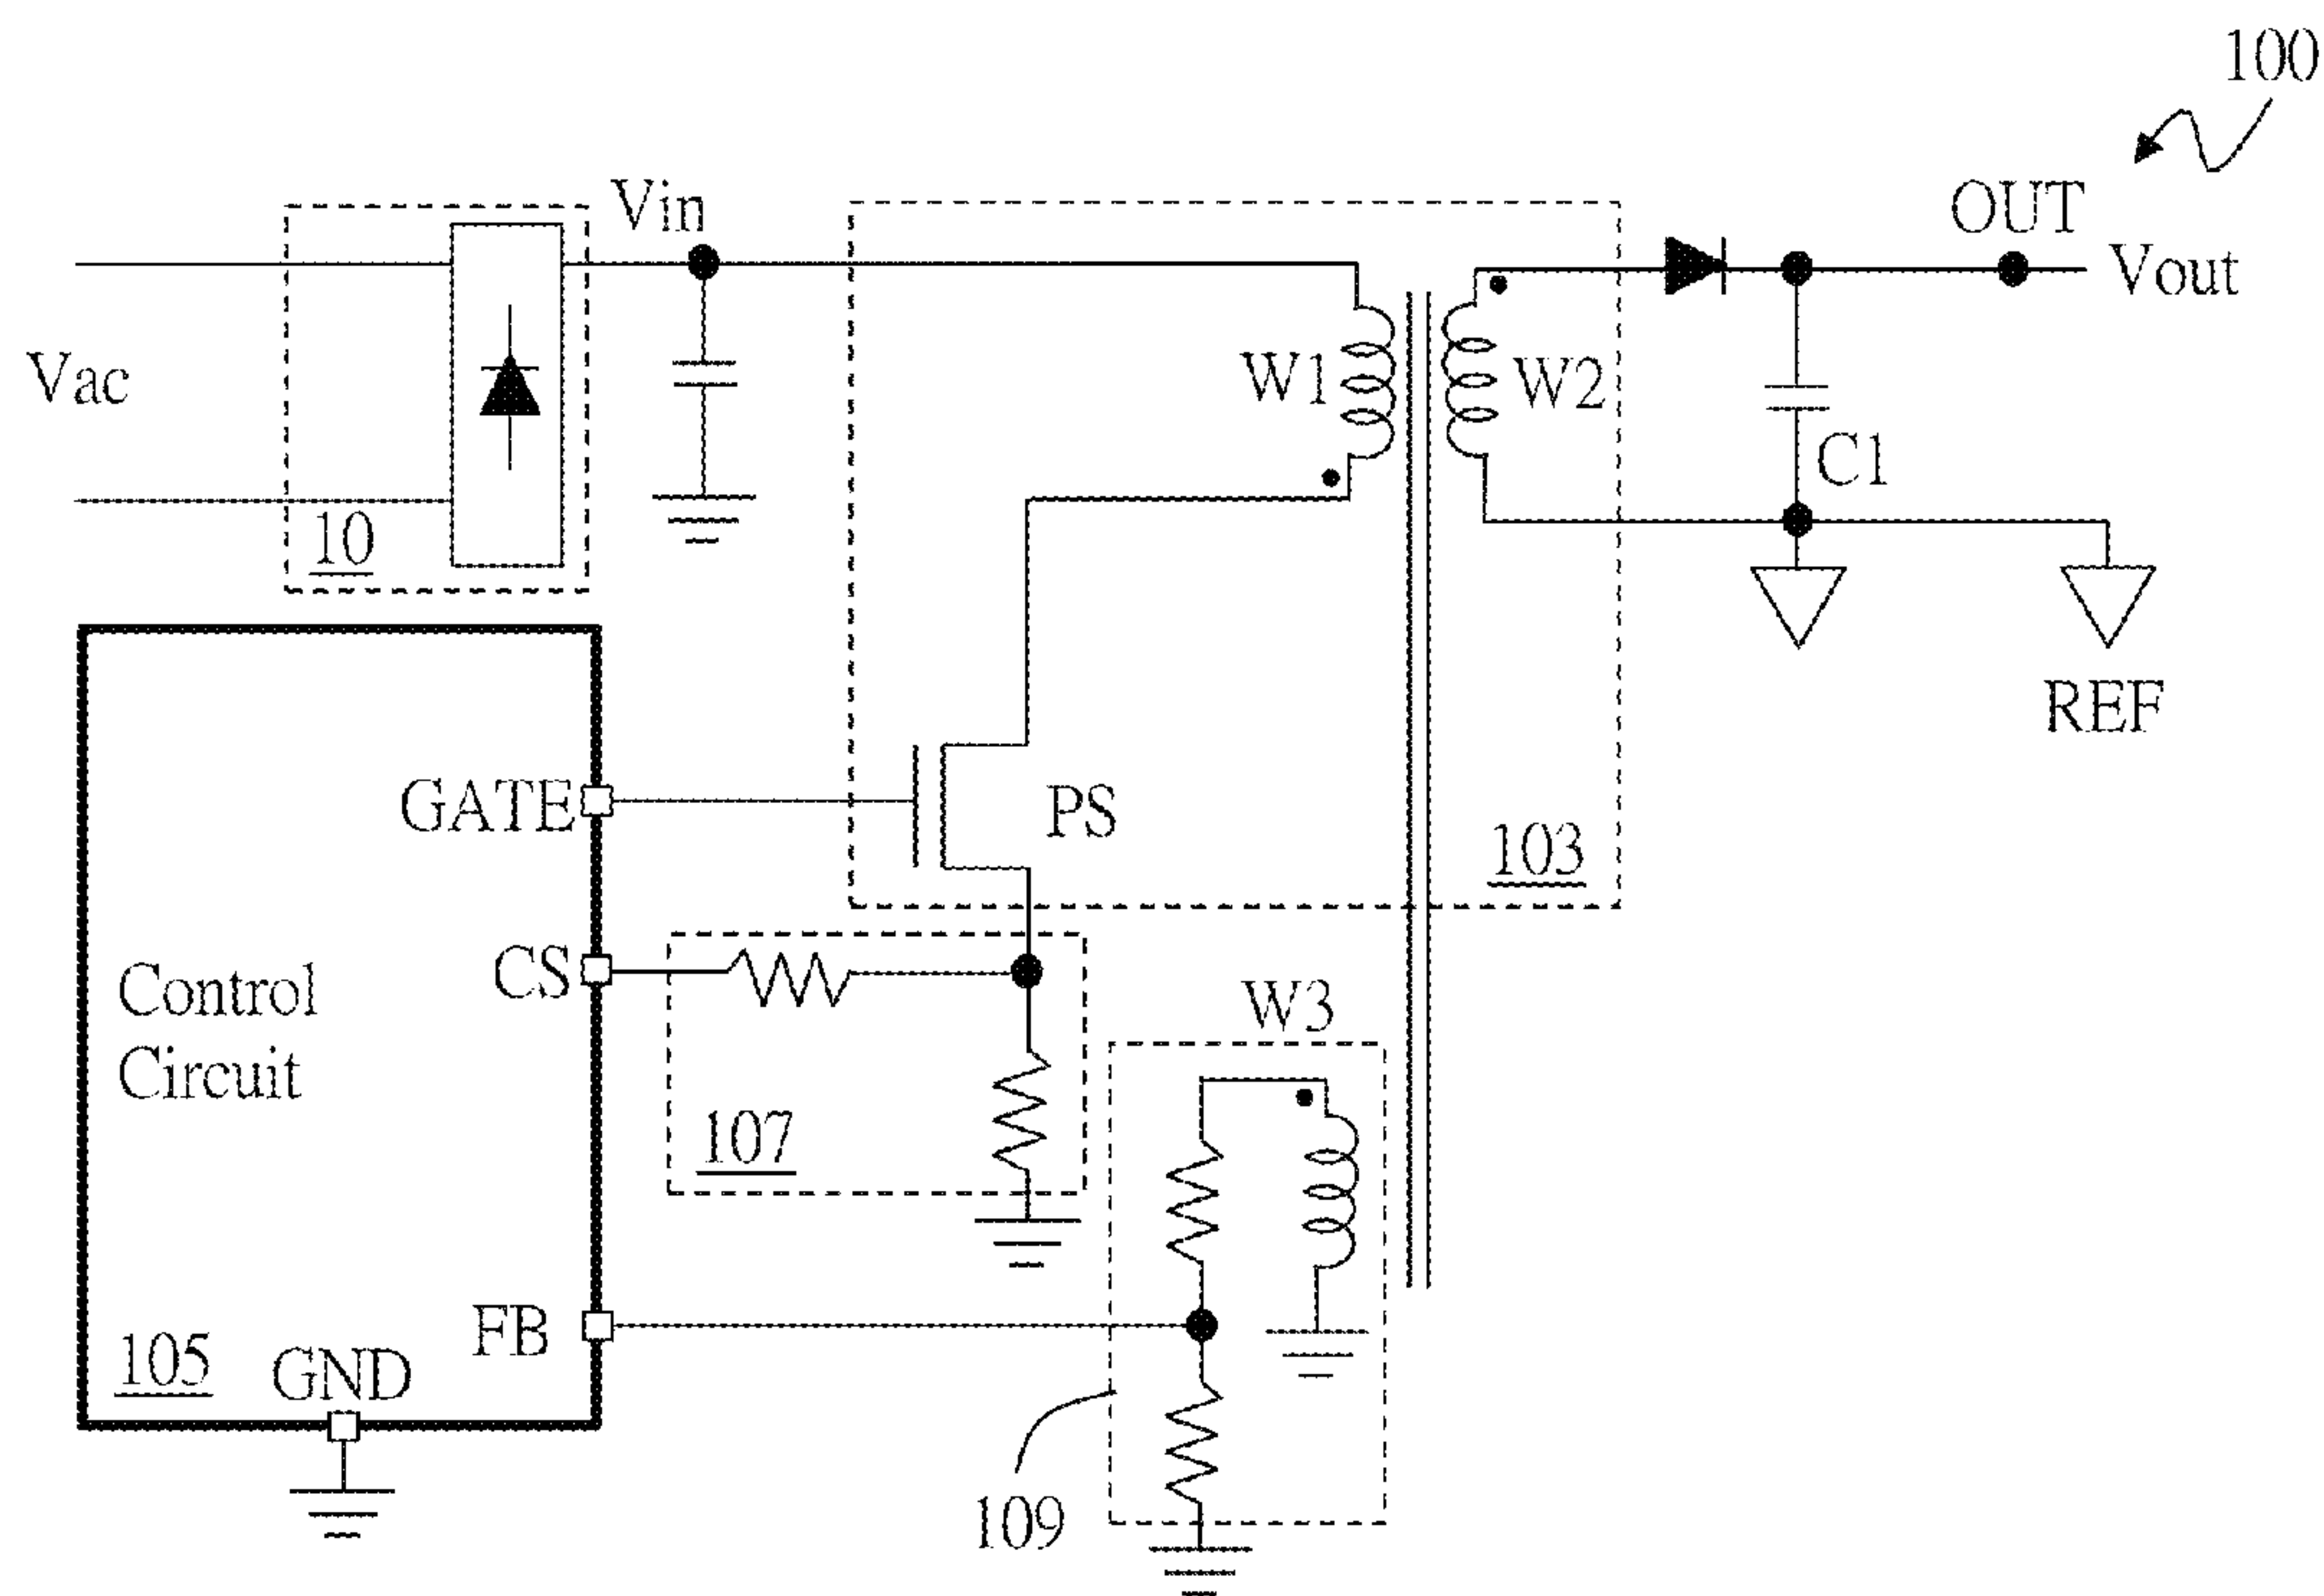 100
Vin
OUT
Vout
Vac
W1
W2
C1
10
REF
GATE
PS
103
CS
Control
Circuit
W3
107
FB
105
GND
109